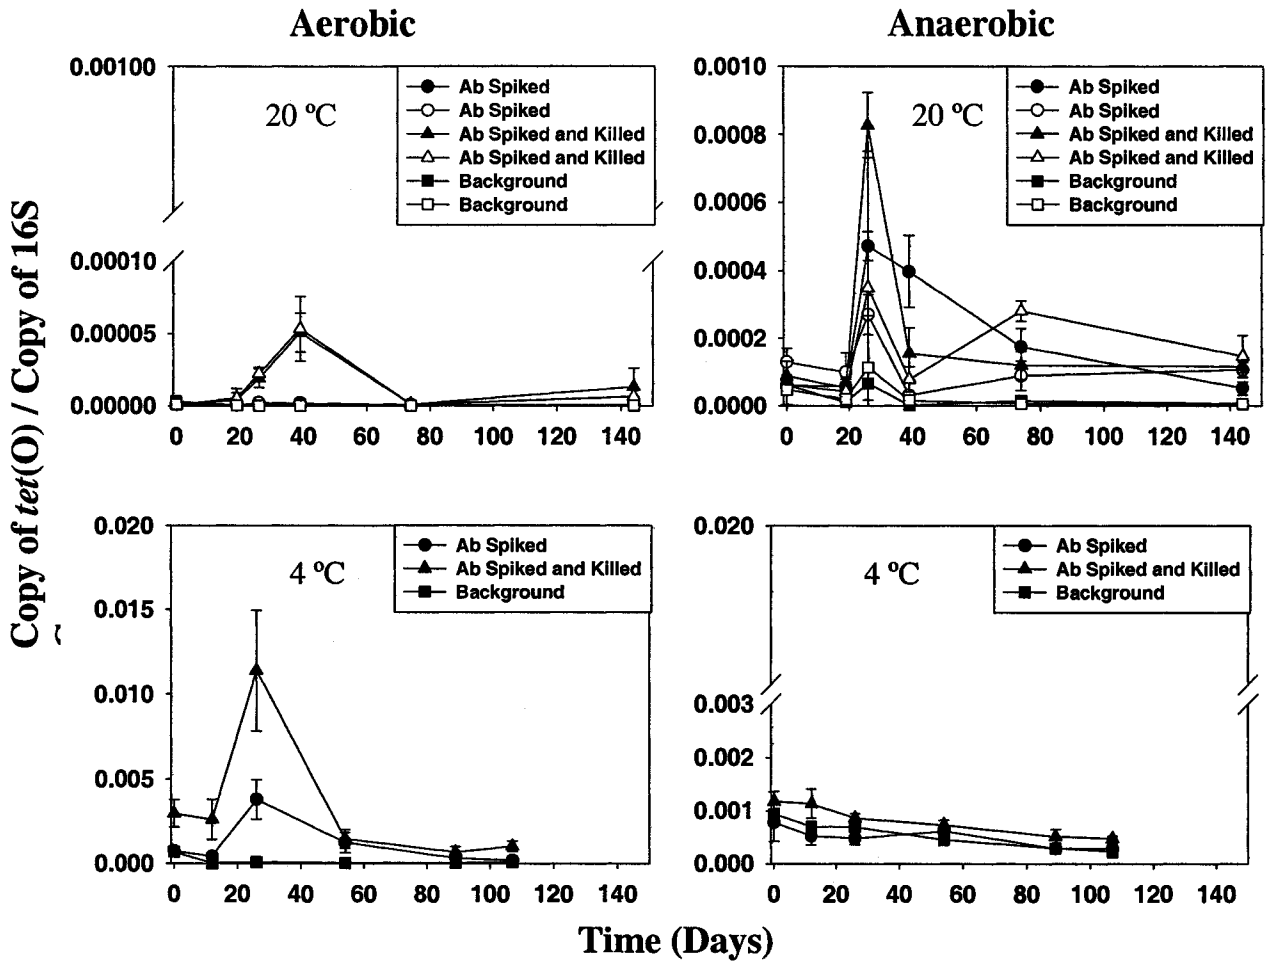 Aerobic
Anaerobic
Copy of tet(O) / Copy of 16S
0.00100
0.00010
0.00005
0.00000
20 ºC
Ab Spiked
Ab Spiked
Ab Spiked and Killed
Ab Spiked and Killed
Background
Background
0 20 40 60 80 100 120 140
0.0010
0.0008
0.0006
0.0004
0.0002
0.0000
20 ºC
Ab Spiked
Ab Spiked
Ab Spiked and Killed
Ab Spiked and Killed
Background
Background
0 20 40 60 80 100 120 140
0.020
0.015
0.010
0.005
0.000
4 ºC
Ab Spiked
Ab Spiked and Killed
Background
0 20 40 60 80 100 120 140
0.020
0.003
0.002
0.001
0.000
4 ºC
Ab Spiked
Ab Spiked and Killed
Background
0 20 40 60 80 100 120 140
Time (Days)